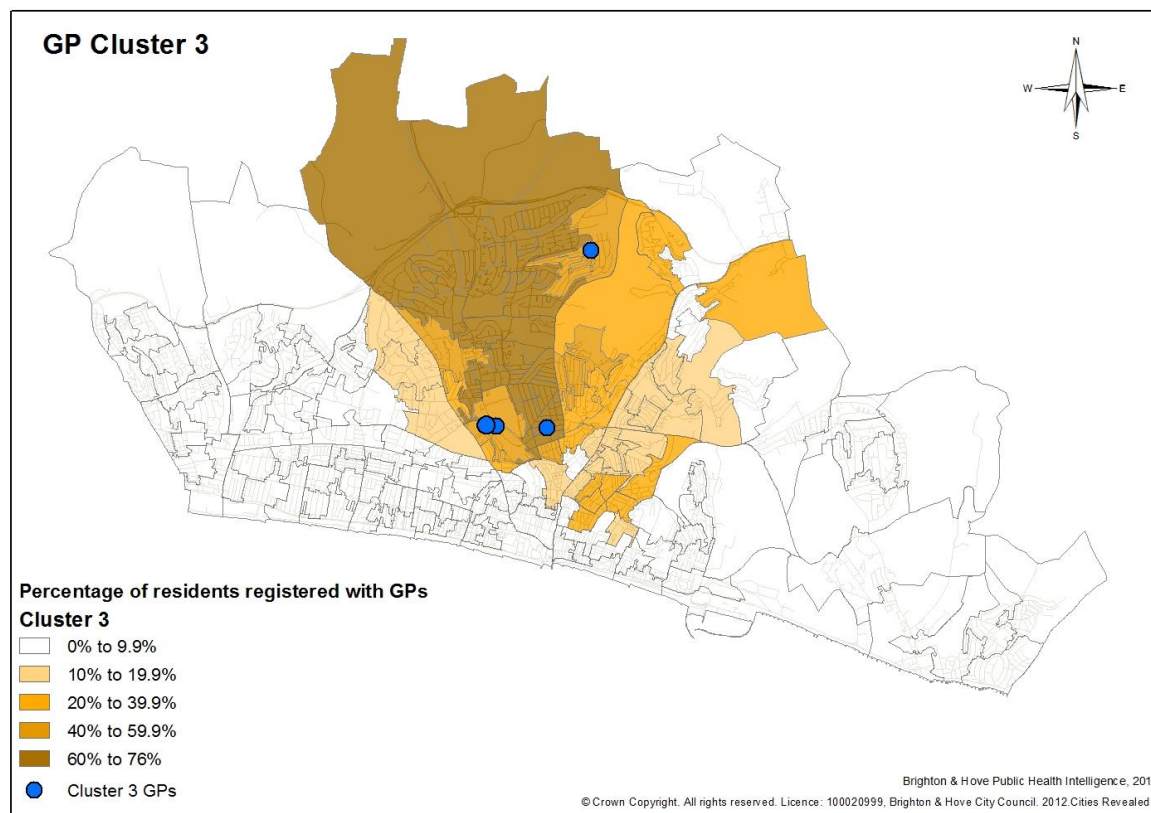 GP Cluster 3
N
W E
S
Percentage of residents registered with GPs
Cluster 3
0% to 9.9%
10% to 19.9%
20% to 39.9%
40% to 59.9%
60% to 76%
Cluster 3 GPs
Brighton & Hove Public Health Intelligence, 201
© Crown Copyright. All rights reserved. Licence: 100020999, Brighton & Hove City Council. 2012.Cities Revealed